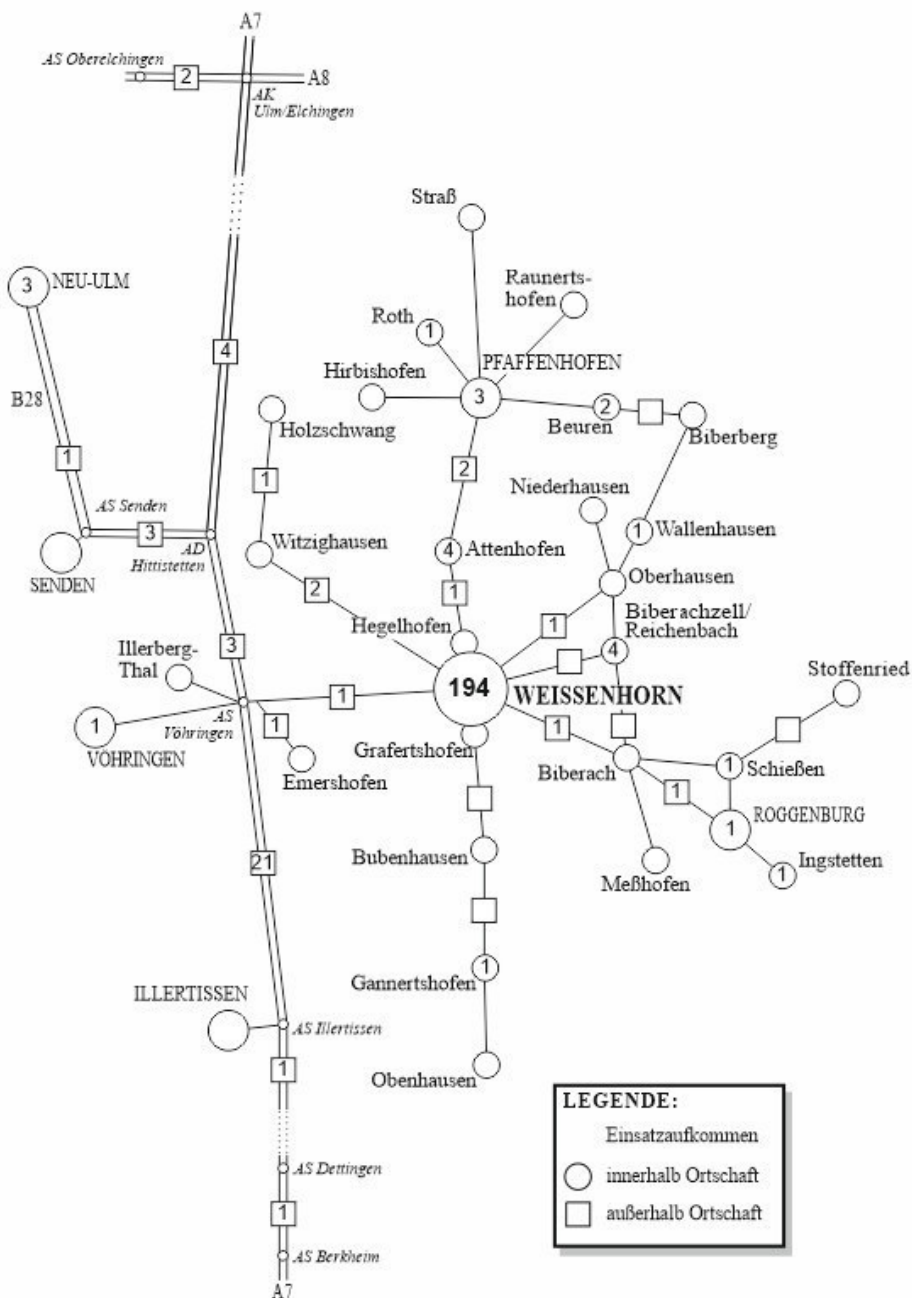 A7
AS Oberelchingen
2
A8
AK
Ulm/Elchingen
Straß
3
NEU-ULM
Raunerts-
hofen
Roth
1
PFAFFENHOFEN
4
Hirbishofen
3
B28
2
Holzschwang
Beuren
Biberberg
1
1
2
Niederhausen
AS Senden
1
Wallenhausen
3
AD
Hittistetten
Witzighausen
4
Attenhofen
SENDEN
2
1
Oberhausen
Hegelhofen
1
Biberachzell/
Reichenbach
3
4
Illerberg-
Thal
Stoffenried
194
WEISSENHORN
1
1
AS
Vöhringen
1
1
VÖHRINGEN
Emershofen
Grafertshofen
Biberach
1
Schießen
1
1
ROGGENBURG
21
Bubenhausen
Meßhofen
1
Ingstetten
1
Gannertshofen
ILLERTISSEN
AS Illertissen
1
Obenhausen
LEGENDE:
Einsatzaufkommen
innerhalb Ortschaft
außerhalb Ortschaft
AS Dettingen
1
AS Berkheim
A7